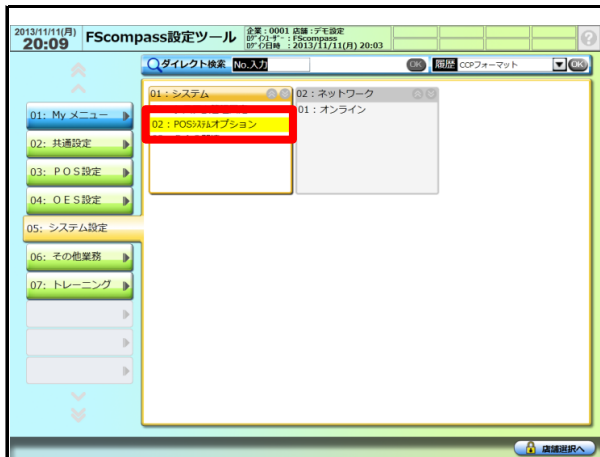 2013/11/11(月)
20:09
FScompass設定ツール
企業：0001 店舗：デモ設定
ﾛｸﾞｲﾝﾕｰｻﾞｰ：FScompass
ﾛｸﾞｲﾝ日時：2013/11/11(月) 20:03
ダイレクト検索 No.入力 OK 履歴 CCPフォーマット OK
01：システム
02：ネットワーク
01：オンライン
02：POSｼｽﾃﾑオプション
01: My メニュー
02: 共通設定
03: ＰＯＳ設定
04: ＯＥＳ設定
05: システム設定
06: その他業務
07: トレーニング
店舗選択へ